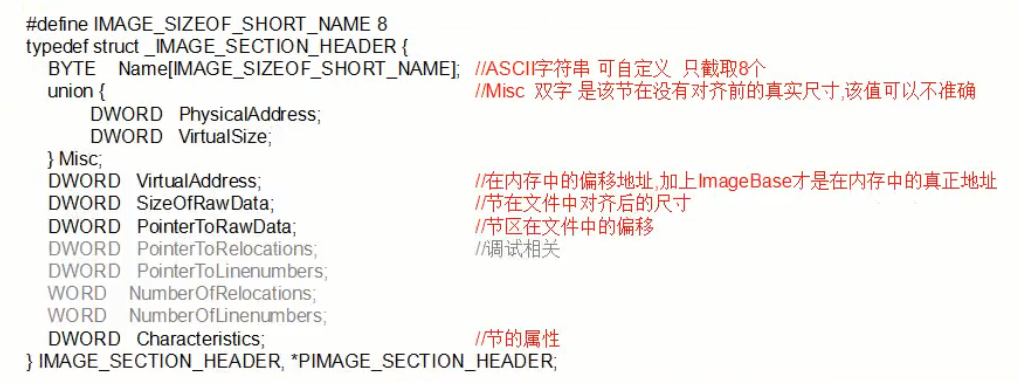 #define IMAGE_SIZEOF_SHORT_NAME 8
typedef struct _IMAGE_SECTION_HEADER {
BYTE Name[IMAGE_SIZEOF_SHORT_NAME]; //ASCII字符串 可自定义 只截取8个
union { //Misc 双字 是该节在没有对齐前的真实尺寸,该值可以不准确
DWORD PhysicalAddress;
DWORD VirtualSize;
} Misc;
DWORD VirtualAddress; //在内存中的偏移地址,加上ImageBase才是在内存中的真正地址
DWORD SizeOfRawData; //节在文件中对齐后的尺寸
DWORD PointerToRawData; //节区在文件中的偏移
DWORD PointerToRelocations; //调试相关
DWORD PointerToLinenumbers;
WORD NumberOfRelocations;
WORD NumberOfLinenumbers;
DWORD Characteristics; //节的属性
} IMAGE_SECTION_HEADER, *PIMAGE_SECTION_HEADER;